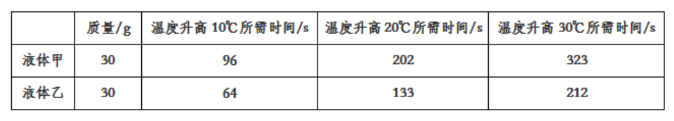 质量/g 温度升高10℃所需时间/s 温度升高20℃所需时间/s 温度升高30℃所需时间/s
液体甲 30 96 202 323
液体乙 30 64 133 212